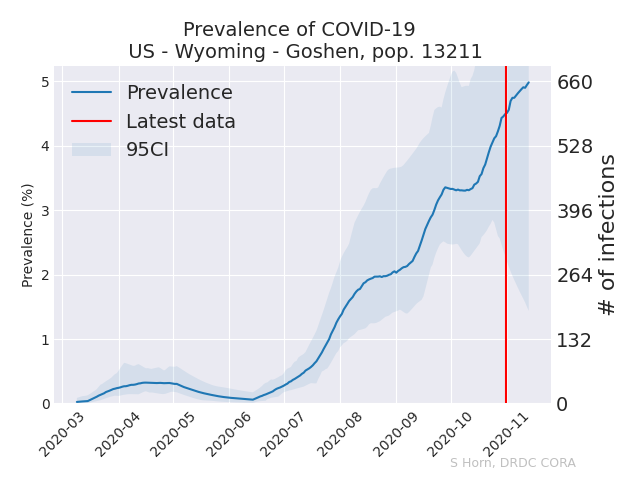 Prevalence of COVID-19
US - Wyoming - Goshen, pop. 13211
Prevalence
Latest data
95CI
Prevalence (%)
5
4
3
2
1
0
660
528
396
264
132
0
# of infections
2020-03
2020-04
2020-05
2020-06
2020-07
2020-08
2020-09
2020-10
2020-11
S Horn, DRDC CORA